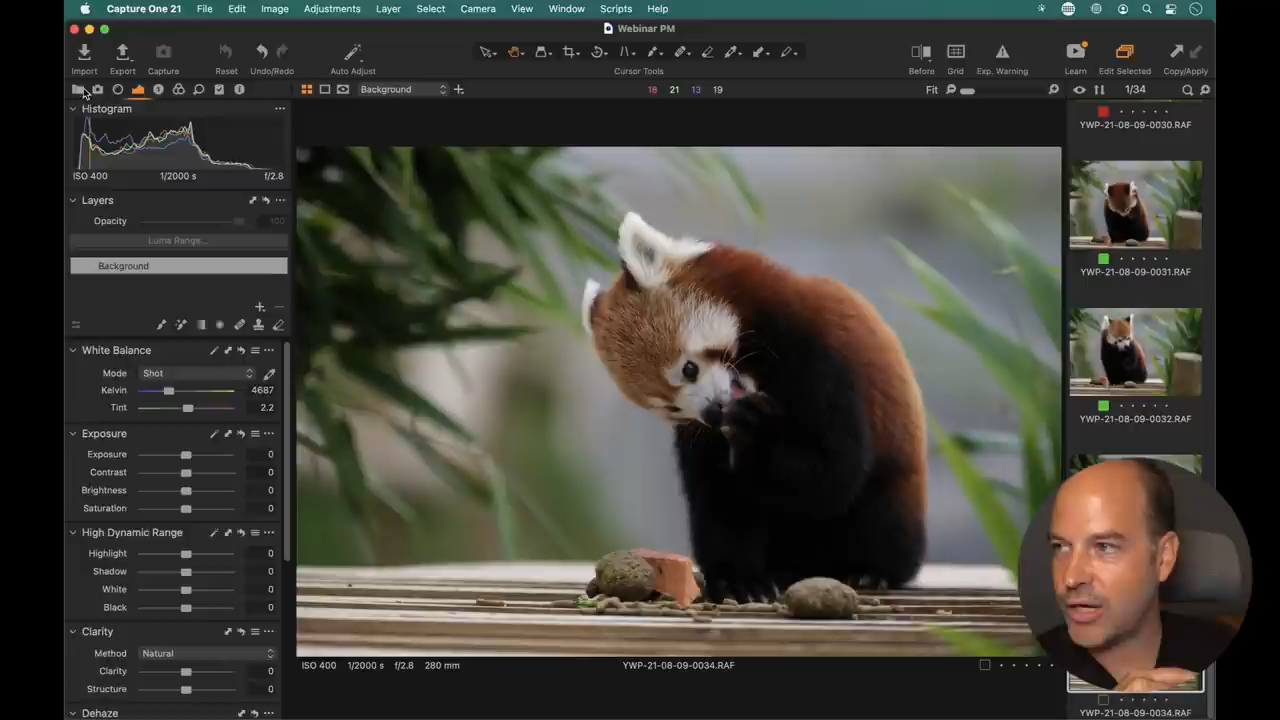 Capture One 21 File Edit Image Adjustments Layer Select Camera View Window Scripts Help
Webinar PM
Import Export Capture Reset Undo/Redo Auto Adjust Cursor Tools Before Grid Exp. Warning Learn Edit Selected Copy/Apply
Background 18 21 13 19 Fit 1/34
Histogram
ISO 400 1/2000 s f/2.8
Layers
Opacity 100
Luma Range...
Background
White Balance
Mode Shot
Kelvin 4687
Tint 2.2
Exposure
Exposure 0
Contrast 0
Brightness 0
Saturation 0
High Dynamic Range
Highlight 0
Shadow 0
White 0
Black 0
Clarity
Method Natural
Clarity 0
Structure 0
Dehaze
ISO 400 1/2000 s f/2.8 280 mm YWP-21-08-09-0034.RAF
YWP-21-08-09-0030.RAF
YWP-21-08-09-0031.RAF
YWP-21-08-09-0032.RAF
YWP-21-08-09-0034.RAF